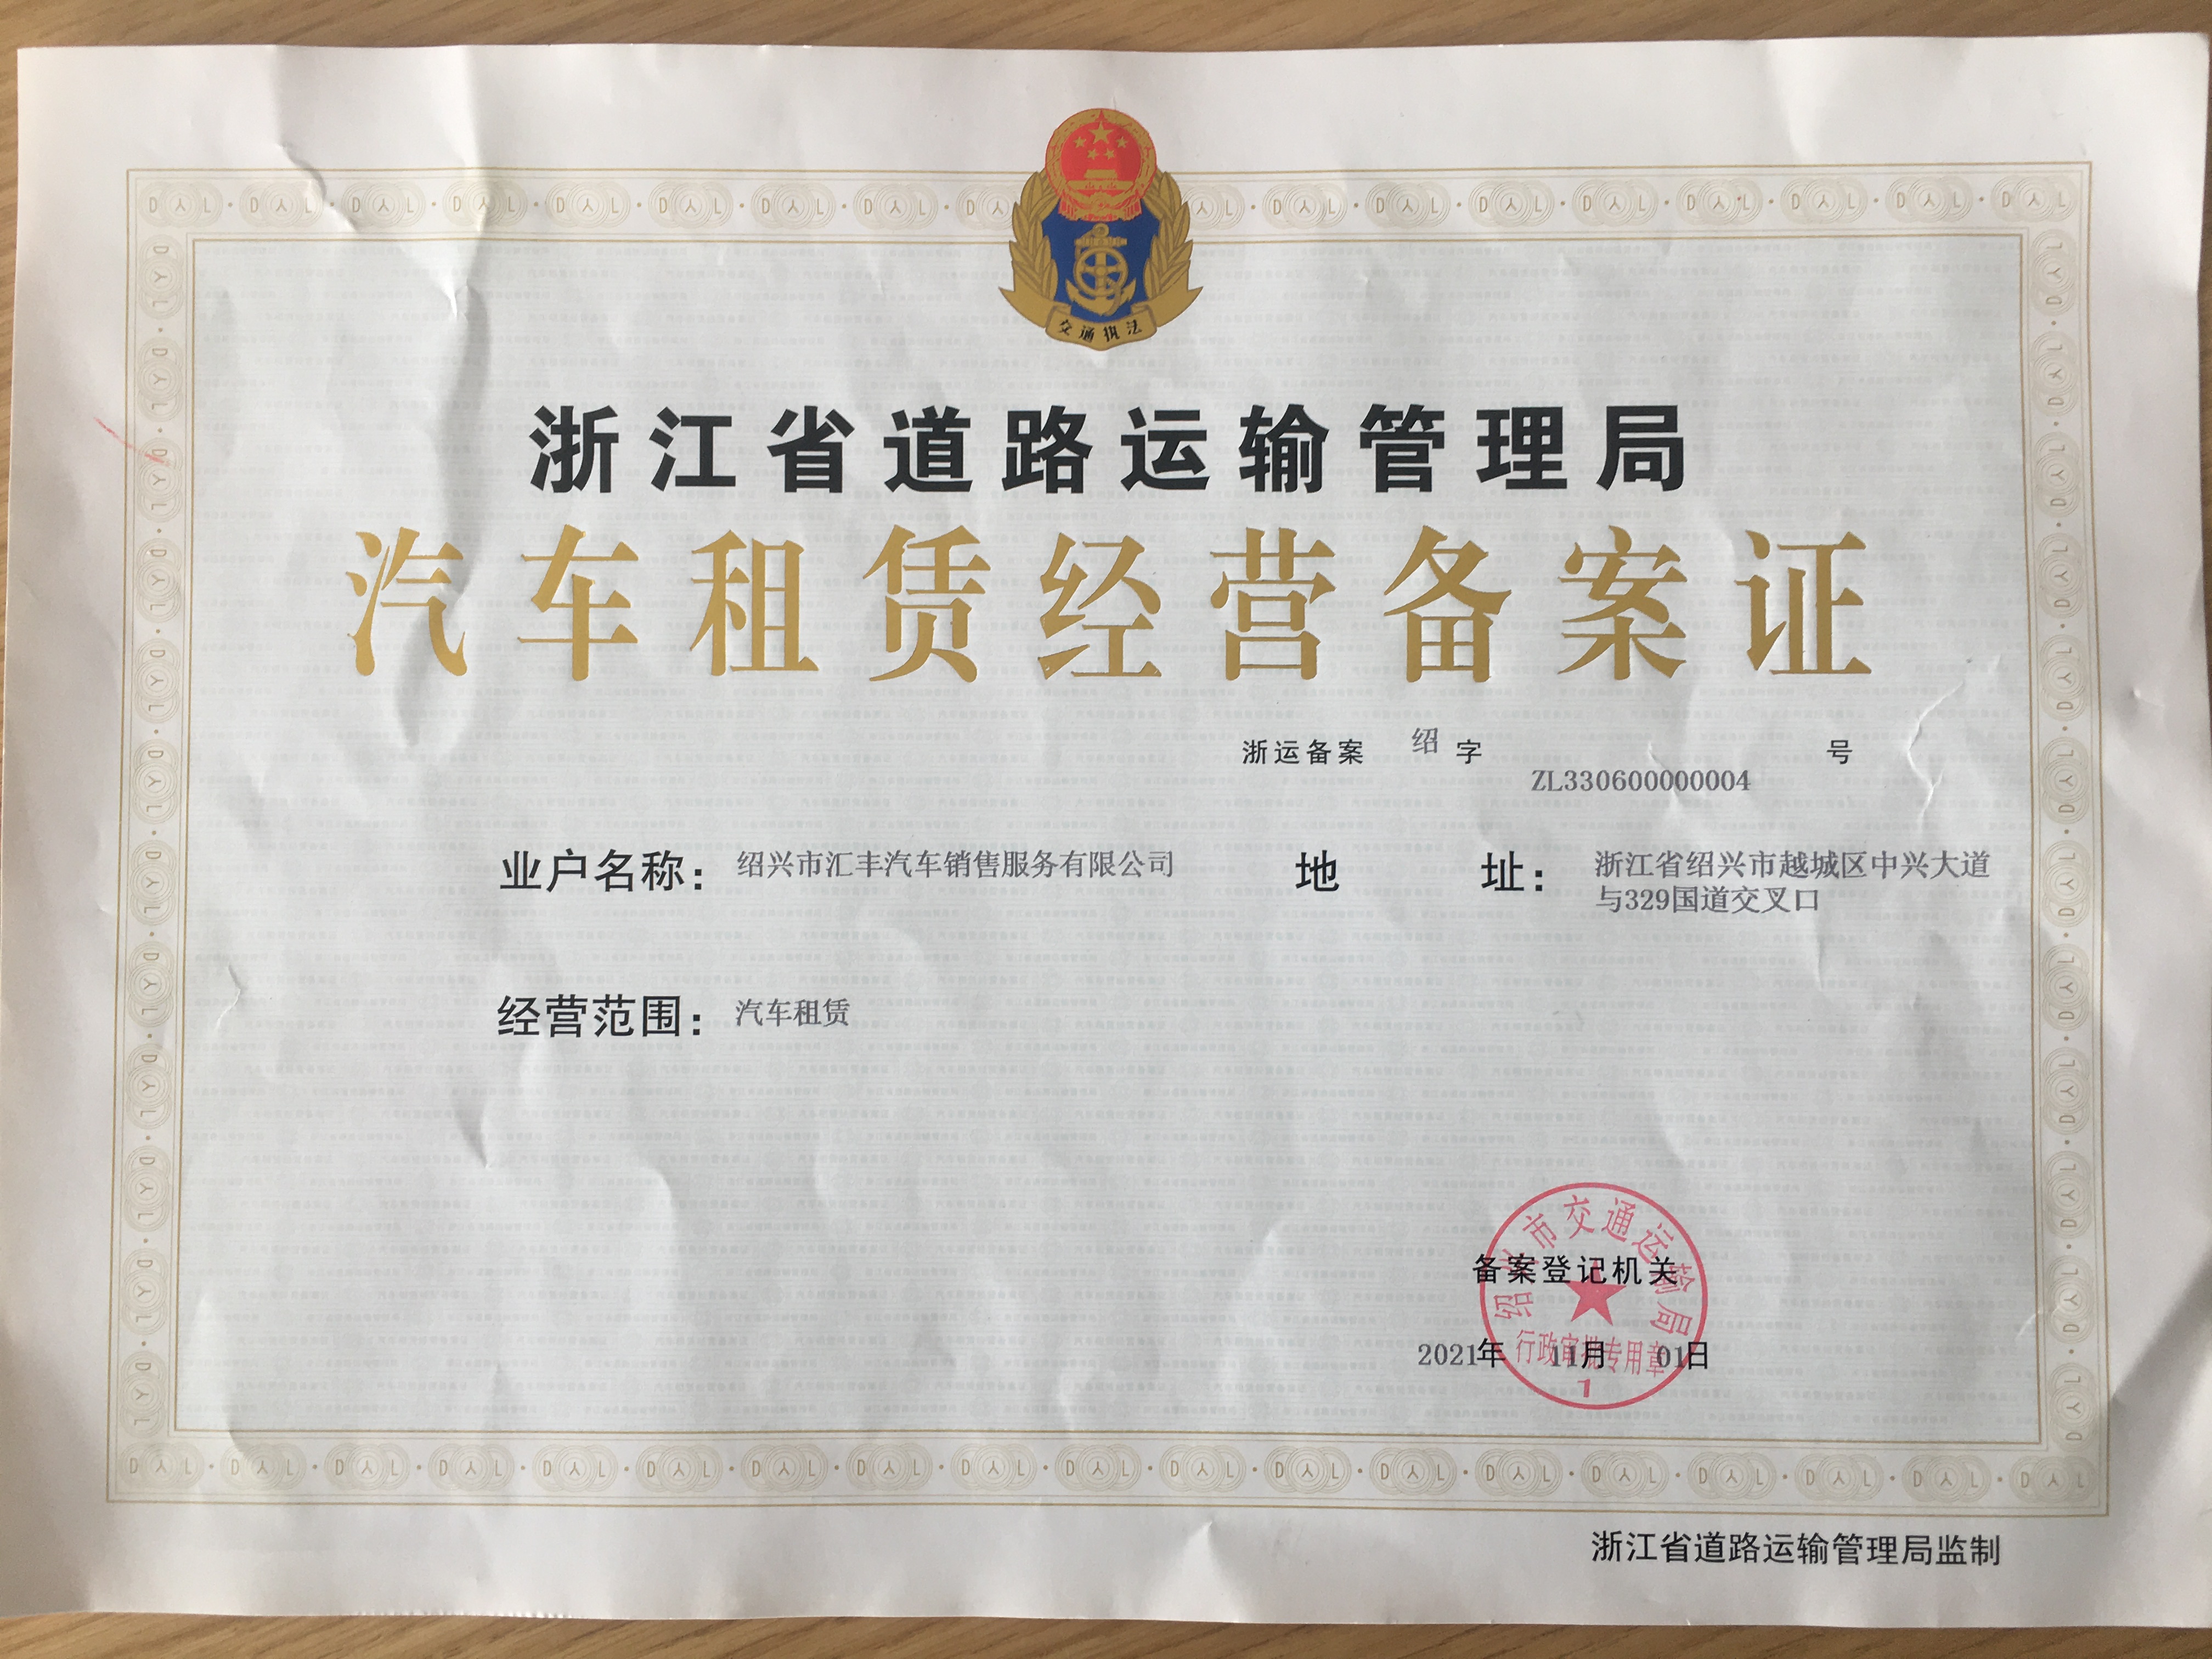 交通执法
浙江省道路运输管理局
汽车租赁经营备案证
浙运备案 绍 字 ZL330600000004 号
业户名称： 绍兴市汇丰汽车销售服务有限公司
地 址： 浙江省绍兴市越城区中兴大道
与329国道交叉口
经营范围： 汽车租赁
绍兴市交通运输局
备案登记机关
2021年 11月 01日
行政审批专用章
1
浙江省道路运输管理局监制